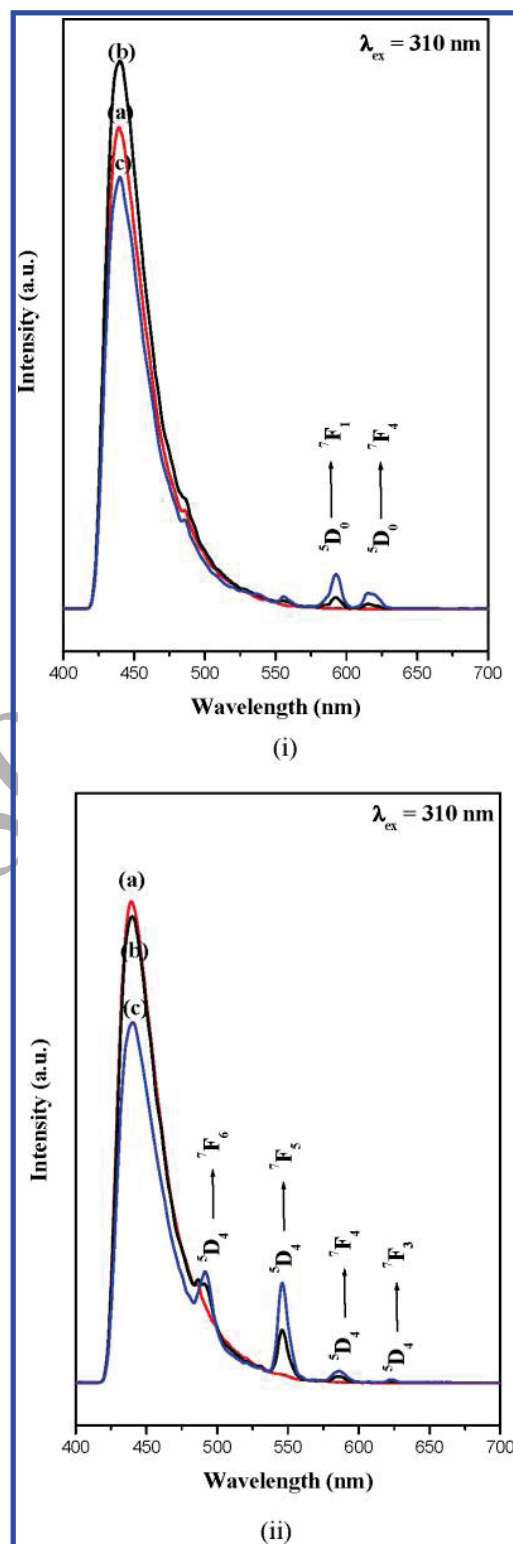 λex = 310 nm
(b)
(a)
(c)
Intensity (a.u.)
⁵D₀ → ⁷F₁
⁵D₀ → ⁷F₄
400 450 500 550 600 650 700
Wavelength (nm)
(i)
λex = 310 nm
(a)
(b)
(c)
Intensity (a.u.)
⁵D₄ → ⁷F₆
⁵D₄ → ⁷F₅
⁵D₄ → ⁷F₄
⁵D₄ → ⁷F₃
400 450 500 550 600 650 700
Wavelength (nm)
(ii)